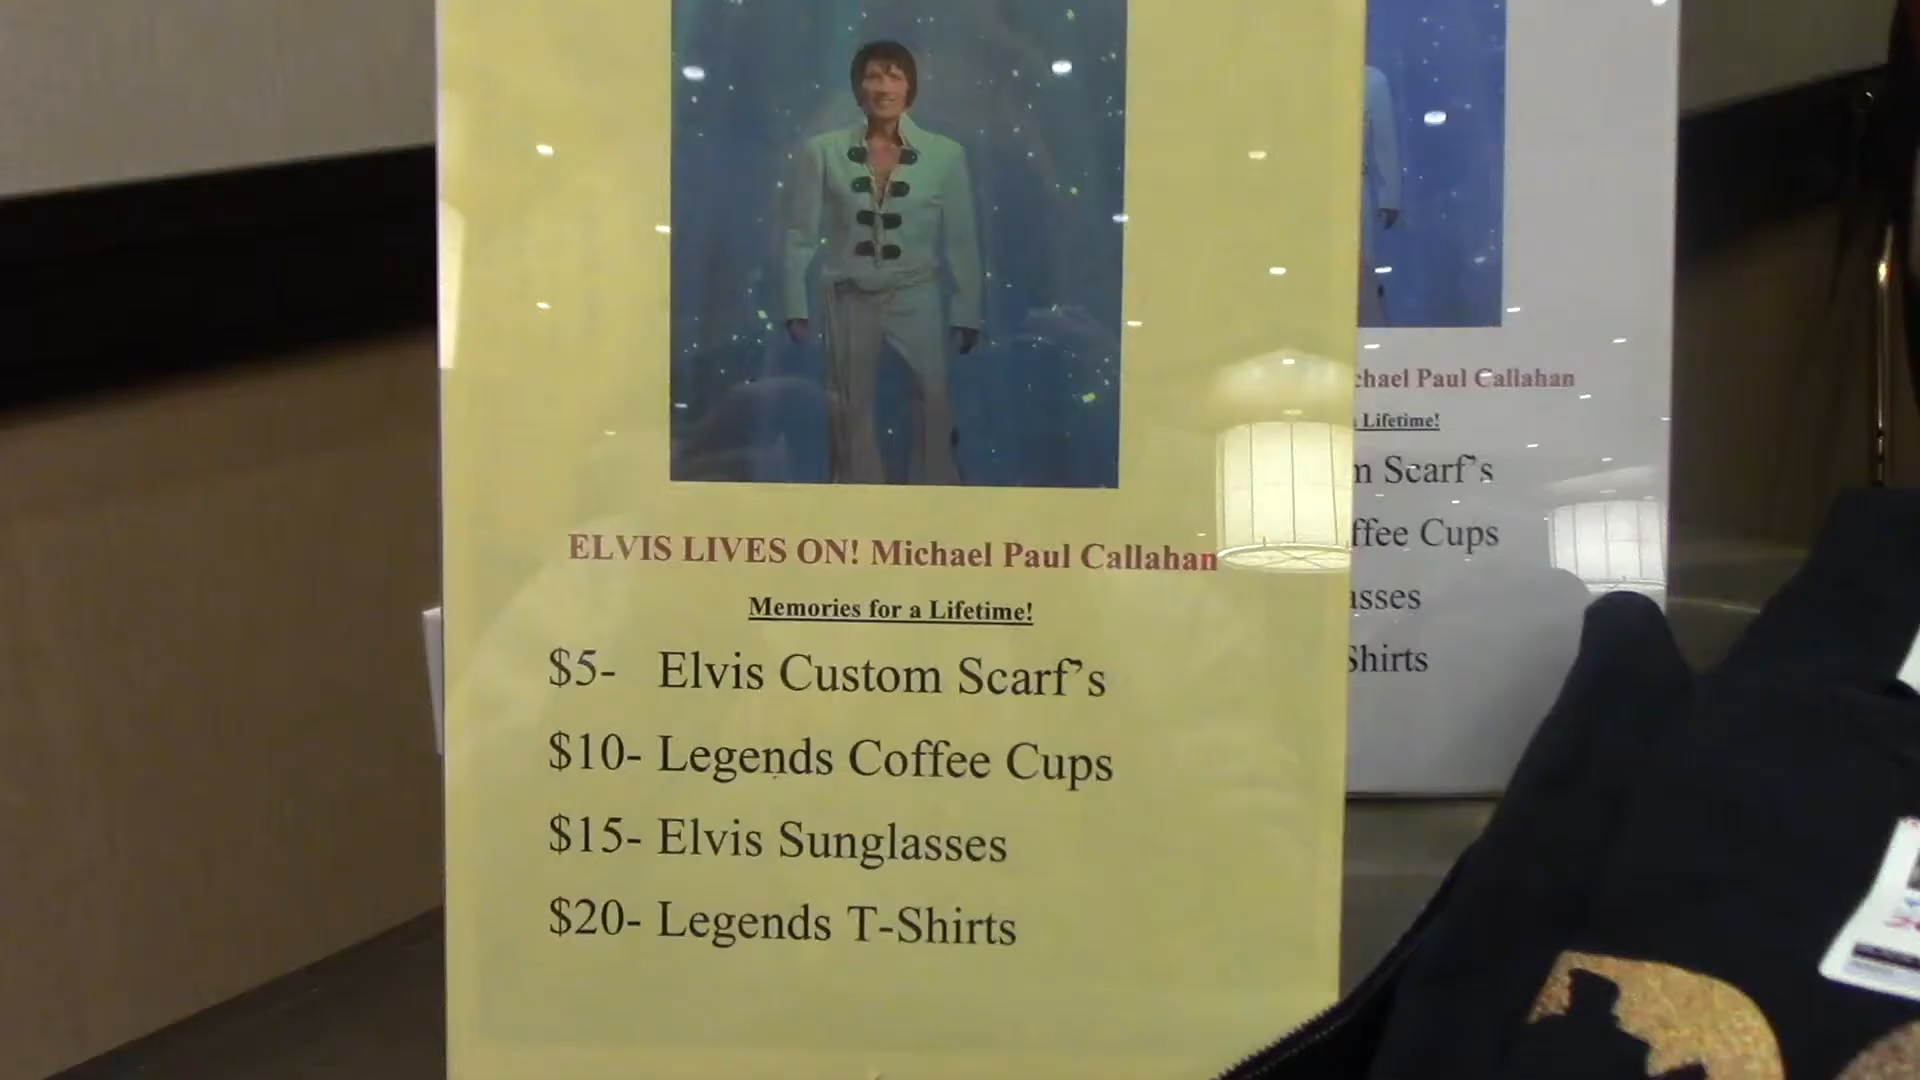 ELVIS LIVES ON! Michael Paul Callahan
Memories for a Lifetime!
$5- Elvis Custom Scarf's
$10- Legends Coffee Cups
$15- Elvis Sunglasses
$20- Legends T-Shirts
chael Paul Callahan
Lifetime!
m Scarf's
ffee Cups
asses
Shirts